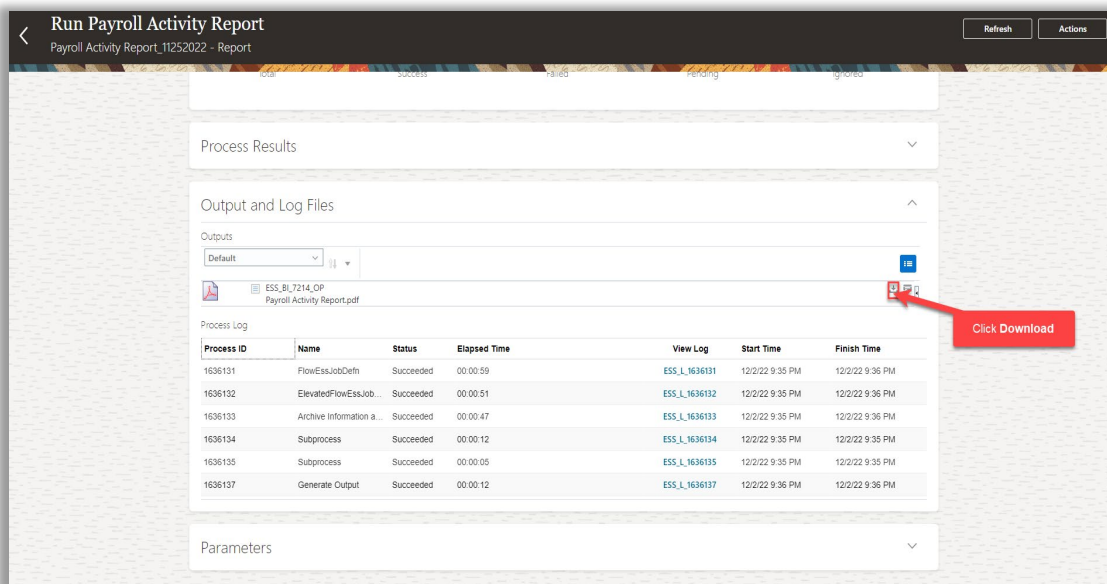 Run Payroll Activity Report
Refresh
Actions
Payroll Activity Report_11252022 - Report
Total Success Failed Pending Ignored
Process Results
Output and Log Files
Outputs
Default
ESS_BI_7214_OP
Payroll Activity Report.pdf
Click Download
Process Log
Process ID Name Status Elapsed Time View Log Start Time Finish Time
1636131 FlowEssJobDefn Succeeded 00:00:59 ESS_L_1636131 12/2/22 9:35 PM 12/2/22 9:36 PM
1636132 ElevatedFlowEssJob... Succeeded 00:00:51 ESS_L_1636132 12/2/22 9:35 PM 12/2/22 9:36 PM
1636133 Archive Information a... Succeeded 00:00:47 ESS_L_1636133 12/2/22 9:35 PM 12/2/22 9:36 PM
1636134 Subprocess Succeeded 00:00:12 ESS_L_1636134 12/2/22 9:35 PM 12/2/22 9:36 PM
1636135 Subprocess Succeeded 00:00:05 ESS_L_1636135 12/2/22 9:35 PM 12/2/22 9:36 PM
1636137 Generate Output Succeeded 00:00:12 ESS_L_1636137 12/2/22 9:36 PM 12/2/22 9:36 PM
Parameters